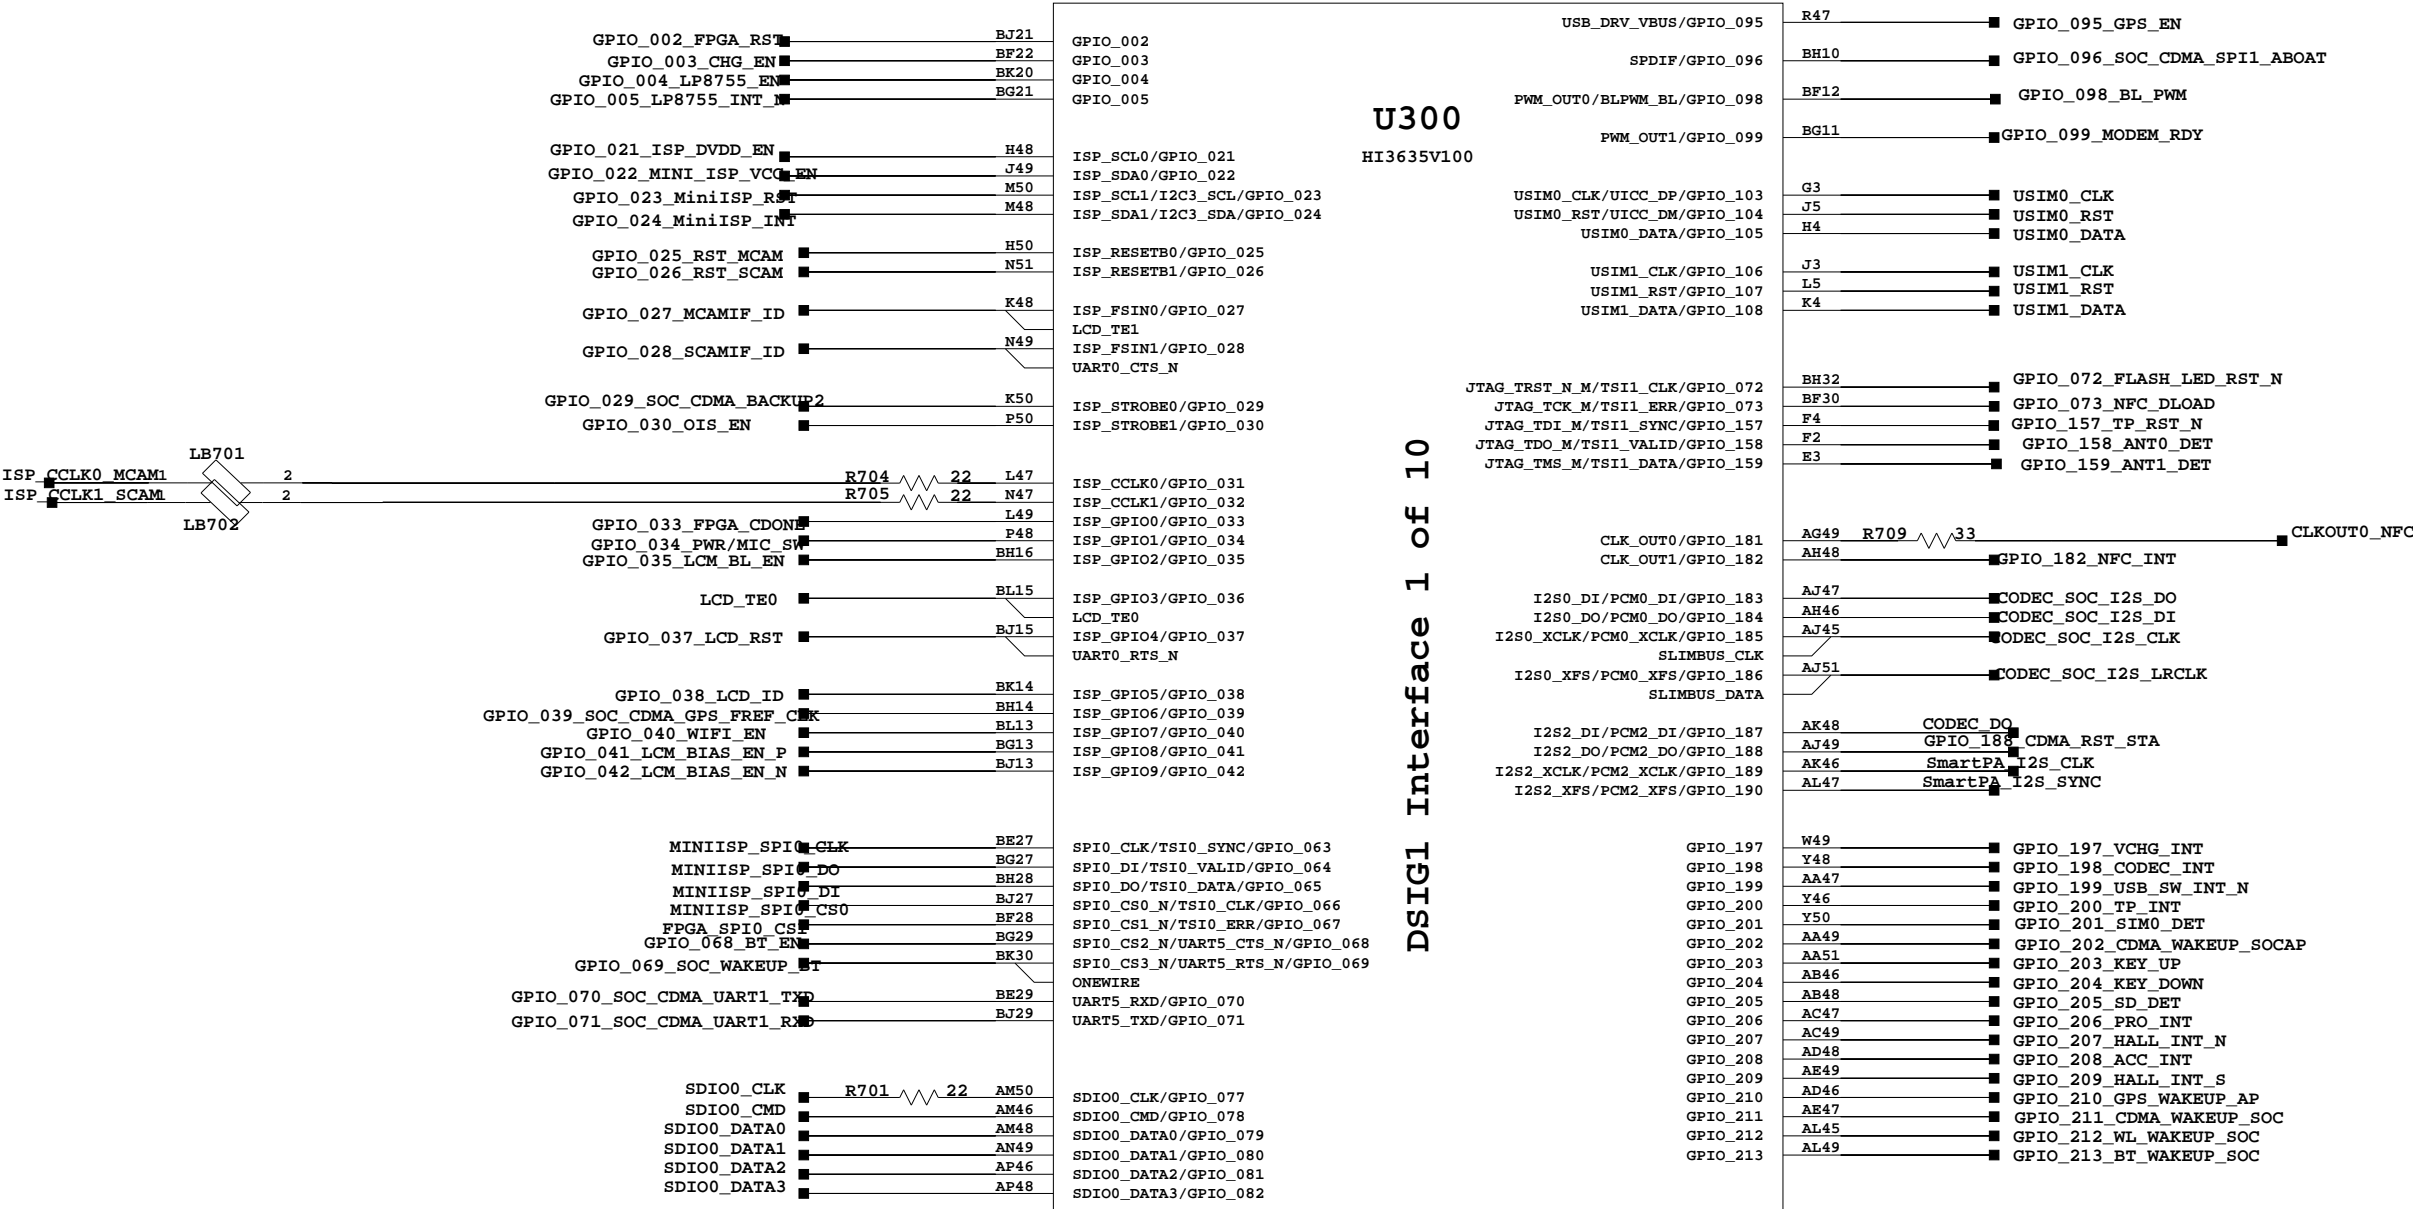 GPIO_002_FPGA_RST BJ21 GPIO_002
GPIO_003_CHG_EN BF22 GPIO_003
GPIO_004_LP8755_EN BK20 GPIO_004
GPIO_005_LP8755_INT_N BG21 GPIO_005
GPIO_021_ISP_DVDD_EN H48 ISP_SCL0/GPIO_021
GPIO_022_MINI_ISP_VCC_EN J49 ISP_SDA0/GPIO_022
GPIO_023_MiniISP_RST M50 ISP_SCL1/I2C3_SCL/GPIO_023
GPIO_024_MiniISP_INT M48 ISP_SDA1/I2C3_SDA/GPIO_024
GPIO_025_RST_MCAM H50 ISP_RESETB0/GPIO_025
GPIO_026_RST_SCAM N51 ISP_RESETB1/GPIO_026
GPIO_027_MCAMIF_ID K48 ISP_FSIN0/GPIO_027
LCD_TE1
GPIO_028_SCAMIF_ID N49 ISP_FSIN1/GPIO_028
UART0_CTS_N
GPIO_029_SOC_CDMA_BACKUP2 K50 ISP_STROBE0/GPIO_029
GPIO_030_OIS_EN P50 ISP_STROBE1/GPIO_030
LB701
ISP_CCLK0_MCAM 1 2 R704 22 L47 ISP_CCLK0/GPIO_031
ISP_CCLK1_SCAM 1 2 R705 22 N47 ISP_CCLK1/GPIO_032
LB702
GPIO_033_FPGA_CDONE L49 ISP_GPIO0/GPIO_033
GPIO_034_PWR/MIC_SW P48 ISP_GPIO1/GPIO_034
GPIO_035_LCM_BL_EN BH16 ISP_GPIO2/GPIO_035
LCD_TE0 BL15 ISP_GPIO3/GPIO_036
LCD_TE0
GPIO_037_LCD_RST BJ15 ISP_GPIO4/GPIO_037
UART0_RTS_N
GPIO_038_LCD_ID BK14 ISP_GPIO5/GPIO_038
GPIO_039_SOC_CDMA_GPS_FREF_CLK BH14 ISP_GPIO6/GPIO_039
GPIO_040_WIFI_EN BL13 ISP_GPIO7/GPIO_040
GPIO_041_LCM_BIAS_EN_P BG13 ISP_GPIO8/GPIO_041
GPIO_042_LCM_BIAS_EN_N BJ13 ISP_GPIO9/GPIO_042
MINIISP_SPI0_CLK BE27 SPI0_CLK/TSI0_SYNC/GPIO_063
MINIISP_SPI0_DO BG27 SPI0_DI/TSI0_VALID/GPIO_064
MINIISP_SPI0_DI BH28 SPI0_DO/TSI0_DATA/GPIO_065
MINIISP_SPI0_CS0 BJ27 SPI0_CS0_N/TSI0_CLK/GPIO_066
FPGA_SPI0_CS1 BF28 SPI0_CS1_N/TSI0_ERR/GPIO_067
GPIO_068_BT_EN BG29 SPI0_CS2_N/UART5_CTS_N/GPIO_068
GPIO_069_SOC_WAKEUP_BT BK30 SPI0_CS3_N/UART5_RTS_N/GPIO_069
ONEWIRE
GPIO_070_SOC_CDMA_UART1_TXD BE29 UART5_RXD/GPIO_070
GPIO_071_SOC_CDMA_UART1_RXD BJ29 UART5_TXD/GPIO_071
SDIO0_CLK R701 22 AM50 SDIO0_CLK/GPIO_077
SDIO0_CMD AM46 SDIO0_CMD/GPIO_078
SDIO0_DATA0 AM48 SDIO0_DATA0/GPIO_079
SDIO0_DATA1 AN49 SDIO0_DATA1/GPIO_080
SDIO0_DATA2 AP46 SDIO0_DATA2/GPIO_081
SDIO0_DATA3 AP48 SDIO0_DATA3/GPIO_082
U300
HI3635V100
DSIG1 Interface 1 of 10
USB_DRV_VBUS/GPIO_095 R47 GPIO_095_GPS_EN
SPDIF/GPIO_096 BH10 GPIO_096_SOC_CDMA_SPI1_ABOAT
PWM_OUT0/BLPWM_BL/GPIO_098 BF12 GPIO_098_BL_PWM
PWM_OUT1/GPIO_099 BG11 GPIO_099_MODEM_RDY
USIM0_CLK/UICC_DP/GPIO_103 G3 USIM0_CLK
USIM0_RST/UICC_DM/GPIO_104 J5 USIM0_RST
USIM0_DATA/GPIO_105 H4 USIM0_DATA
USIM1_CLK/GPIO_106 J3 USIM1_CLK
USIM1_RST/GPIO_107 L5 USIM1_RST
USIM1_DATA/GPIO_108 K4 USIM1_DATA
JTAG_TRST_N_M/TSI1_CLK/GPIO_072 BH32 GPIO_072_FLASH_LED_RST_N
JTAG_TCK_M/TSI1_ERR/GPIO_073 BF30 GPIO_073_NFC_DLOAD
JTAG_TDI_M/TSI1_SYNC/GPIO_157 F4 GPIO_157_TP_RST_N
JTAG_TDO_M/TSI1_VALID/GPIO_158 F2 GPIO_158_ANT0_DET
JTAG_TMS_M/TSI1_DATA/GPIO_159 E3 GPIO_159_ANT1_DET
CLK_OUT0/GPIO_181 AG49 R709 33 CLKOUT0_NFC
CLK_OUT1/GPIO_182 AH48 GPIO_182_NFC_INT
I2S0_DI/PCM0_DI/GPIO_183 AJ47 CODEC_SOC_I2S_DO
I2S0_DO/PCM0_DO/GPIO_184 AH46 CODEC_SOC_I2S_DI
I2S0_XCLK/PCM0_XCLK/GPIO_185 AJ45 CODEC_SOC_I2S_CLK
SLIMBUS_CLK
I2S0_XFS/PCM0_XFS/GPIO_186 AJ51 CODEC_SOC_I2S_LRCLK
SLIMBUS_DATA
I2S2_DI/PCM2_DI/GPIO_187 AK48 CODEC_DO
I2S2_DO/PCM2_DO/GPIO_188 AJ49 GPIO_188_CDMA_RST_STA
I2S2_XCLK/PCM2_XCLK/GPIO_189 AK46 SmartPA_I2S_CLK
I2S2_XFS/PCM2_XFS/GPIO_190 AL47 SmartPA_I2S_SYNC
GPIO_197 W49 GPIO_197_VCHG_INT
GPIO_198 Y48 GPIO_198_CODEC_INT
GPIO_199 AA47 GPIO_199_USB_SW_INT_N
GPIO_200 Y46 GPIO_200_TP_INT
GPIO_201 Y50 GPIO_201_SIM0_DET
GPIO_202 AA49 GPIO_202_CDMA_WAKEUP_SOCAP
GPIO_203 AA51 GPIO_203_KEY_UP
GPIO_204 AB46 GPIO_204_KEY_DOWN
GPIO_205 AB48 GPIO_205_SD_DET
GPIO_206 AC47 GPIO_206_PRO_INT
GPIO_207 AC49 GPIO_207_HALL_INT_N
GPIO_208 AD48 GPIO_208_ACC_INT
GPIO_209 AE49 GPIO_209_HALL_INT_S
GPIO_210 AD46 GPIO_210_GPS_WAKEUP_AP
GPIO_211 AE47 GPIO_211_CDMA_WAKEUP_SOC
GPIO_212 AL45 GPIO_212_WL_WAKEUP_SOC
GPIO_213 AL49 GPIO_213_BT_WAKEUP_SOC